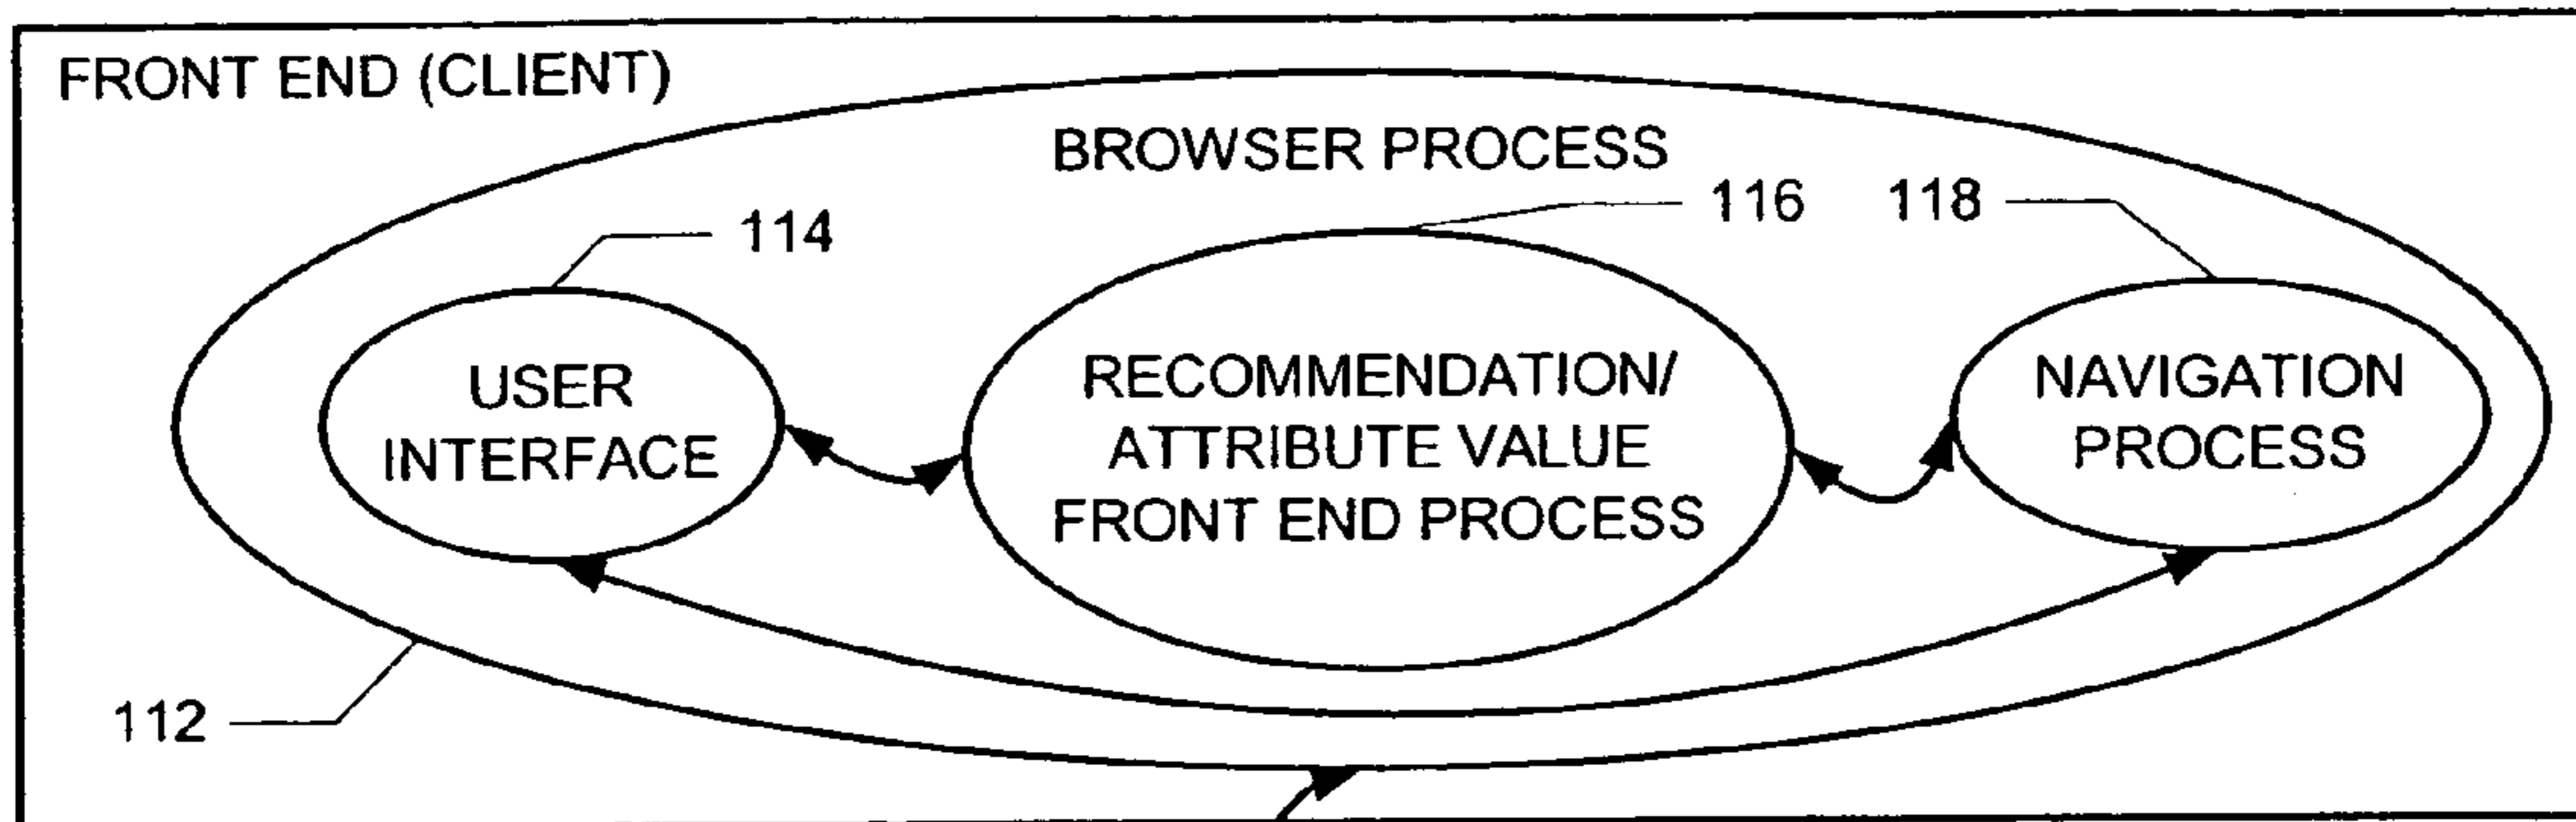 FRONT END (CLIENT)
BROWSER PROCESS
114
116
118
USER
INTERFACE
RECOMMENDATION/
ATTRIBUTE VALUE
FRONT END PROCESS
NAVIGATION
PROCESS
112